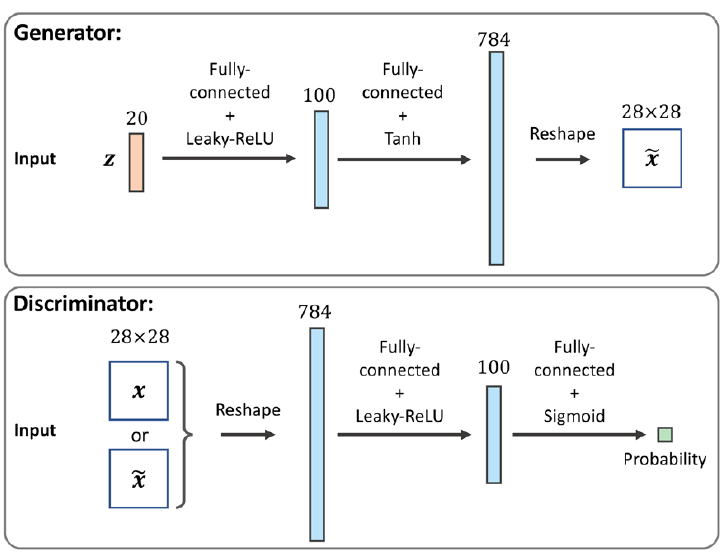 Generator:
784
Fully-
connected
+
Leaky-ReLU
Fully-
connected
+
Tanh
20
100
28×28
Input
z
Reshape
x̃
Discriminator:
28×28
784
x
or
x̃
Input
Reshape
Fully-
connected
+
Leaky-ReLU
100
Fully-
connected
+
Sigmoid
Probability